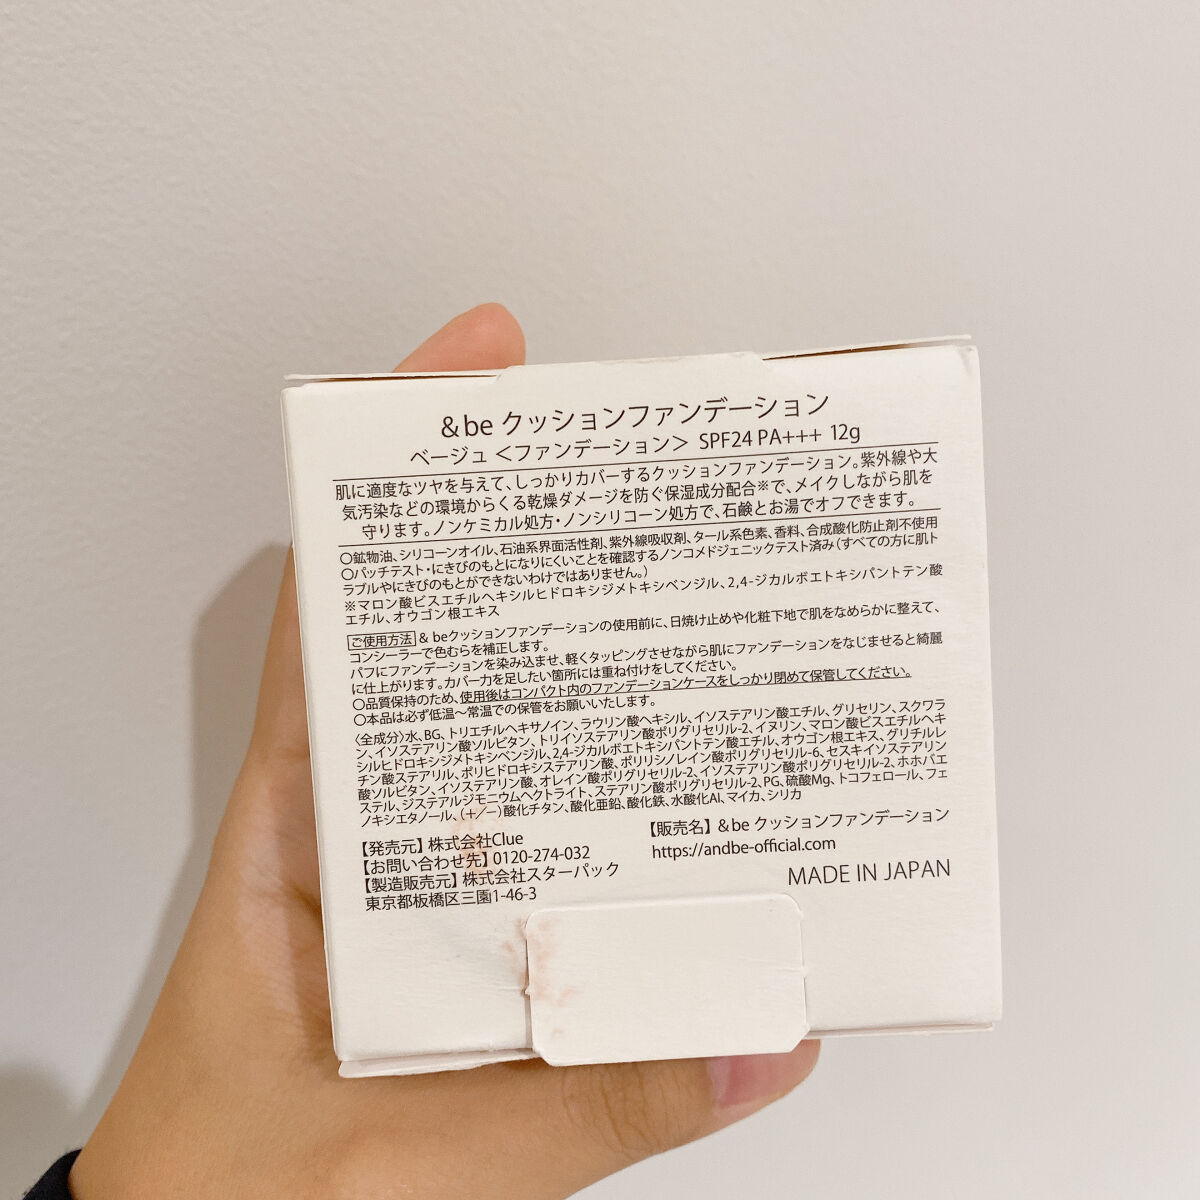 &be クッションファンデーション
ベージュ＜ファンデーション＞ SPF24 PA+++ 12g
肌に適度なツヤを与えて、しっかりカバーするクッションファンデーション。紫外線や大
気汚染などの環境からくる乾燥ダメージを防ぐ保湿成分配合※で、メイクしながら肌を
守ります。ノンケミカル処方・ノンシリコーン処方で、石鹸とお湯でオフできます。
○鉱物油、シリコーンオイル、石油系界面活性剤、紫外線吸収剤、タール系色素、香料、合成酸化防止剤不使用
○パッチテスト・にきびのもとになりにくいことを確認するノンコメドジェニックテスト済み（すべての方に肌ト
ラブルやにきびのもとができないわけではありません。）
※マロン酸ビスエチルヘキシルヒドロキシジメトキシベンジル、2,4-ジカルボエトキシパントテン酸
エチル、オウゴン根エキス
ご使用方法 & beクッションファンデーションの使用前に、日焼け止めや化粧下地で肌をなめらかに整えて、
コンシーラーで色むらを補正します。
パフにファンデーションを染み込ませ、軽くタッピングさせながら肌にファンデーションをなじませると綺麗
に仕上がります。カバー力を足したい箇所には重ね付けをしてください。
○品質保持のため、使用後はコンパクト内のファンデーションケースをしっかり閉めて保管してください。
○本品は必ず低温〜常温での保管をお願いいたします。
〈全成分〉水、BG、トリエチルヘキサノイン、ラウリン酸ヘキシル、イソステアリン酸エチル、グリセリン、スクワラ
ン、イソステアリン酸ソルビタン、トリイソステアリン酸ポリグリセリル-2、イヌリン、マロン酸ビスエチルヘキ
シルヒドロキシジメトキシベンジル、2,4-ジカルボエトキシパントテン酸エチル、オウゴン根エキス、グリチルレ
チン酸ステアリル、ポリヒドロキシステアリン酸、ポリリシノレイン酸ポリグリセリル-6、セスキイソステアリン
酸ソルビタン、イソステアリン酸、オレイン酸ポリグリセリル-2、イソステアリン酸ポリグリセリル-2、ホホバエ
ステル、ジステアルジモニウムヘクトライト、ステアリン酸ポリグリセリル-2、PG、硫酸Mg、トコフェロール、フェ
ノキシエタノール、（+／−）酸化チタン、酸化亜鉛、酸化鉄、水酸化Al、マイカ、シリカ
【発売元】株式会社Clue
【お問い合わせ先】0120-274-032
【製造販売元】株式会社スターパック
東京都板橋区三園1-46-3
【販売名】&be クッションファンデーション
https://andbe-official.com
MADE IN JAPAN